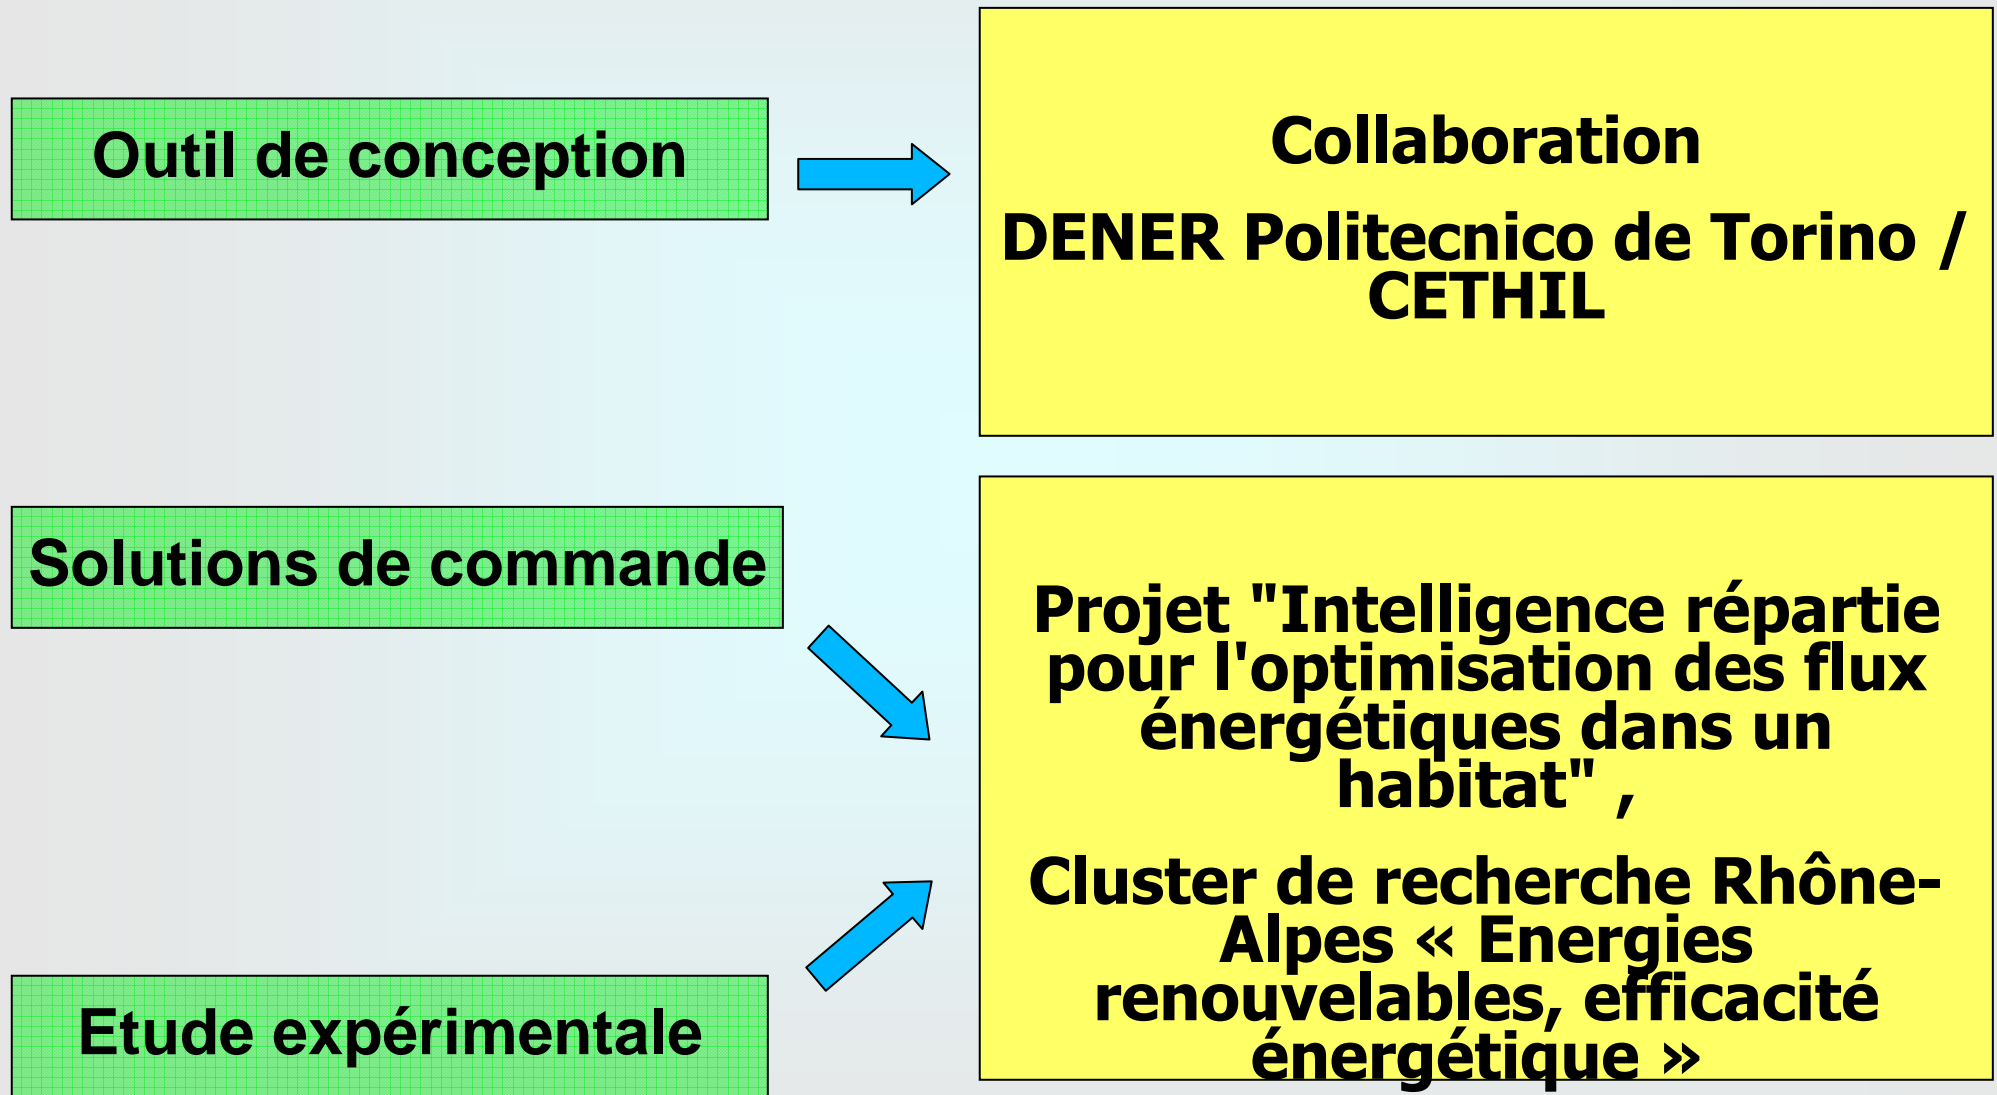 Outil de conception
Collaboration
DENER Politecnico de Torino /
CETHIL
Solutions de commande
Projet "Intelligence répartie
pour l'optimisation des flux
énergétiques dans un
habitat" ,
Cluster de recherche Rhône-
Alpes « Energies
renouvelables, efficacité
énergétique »
Etude expérimentale